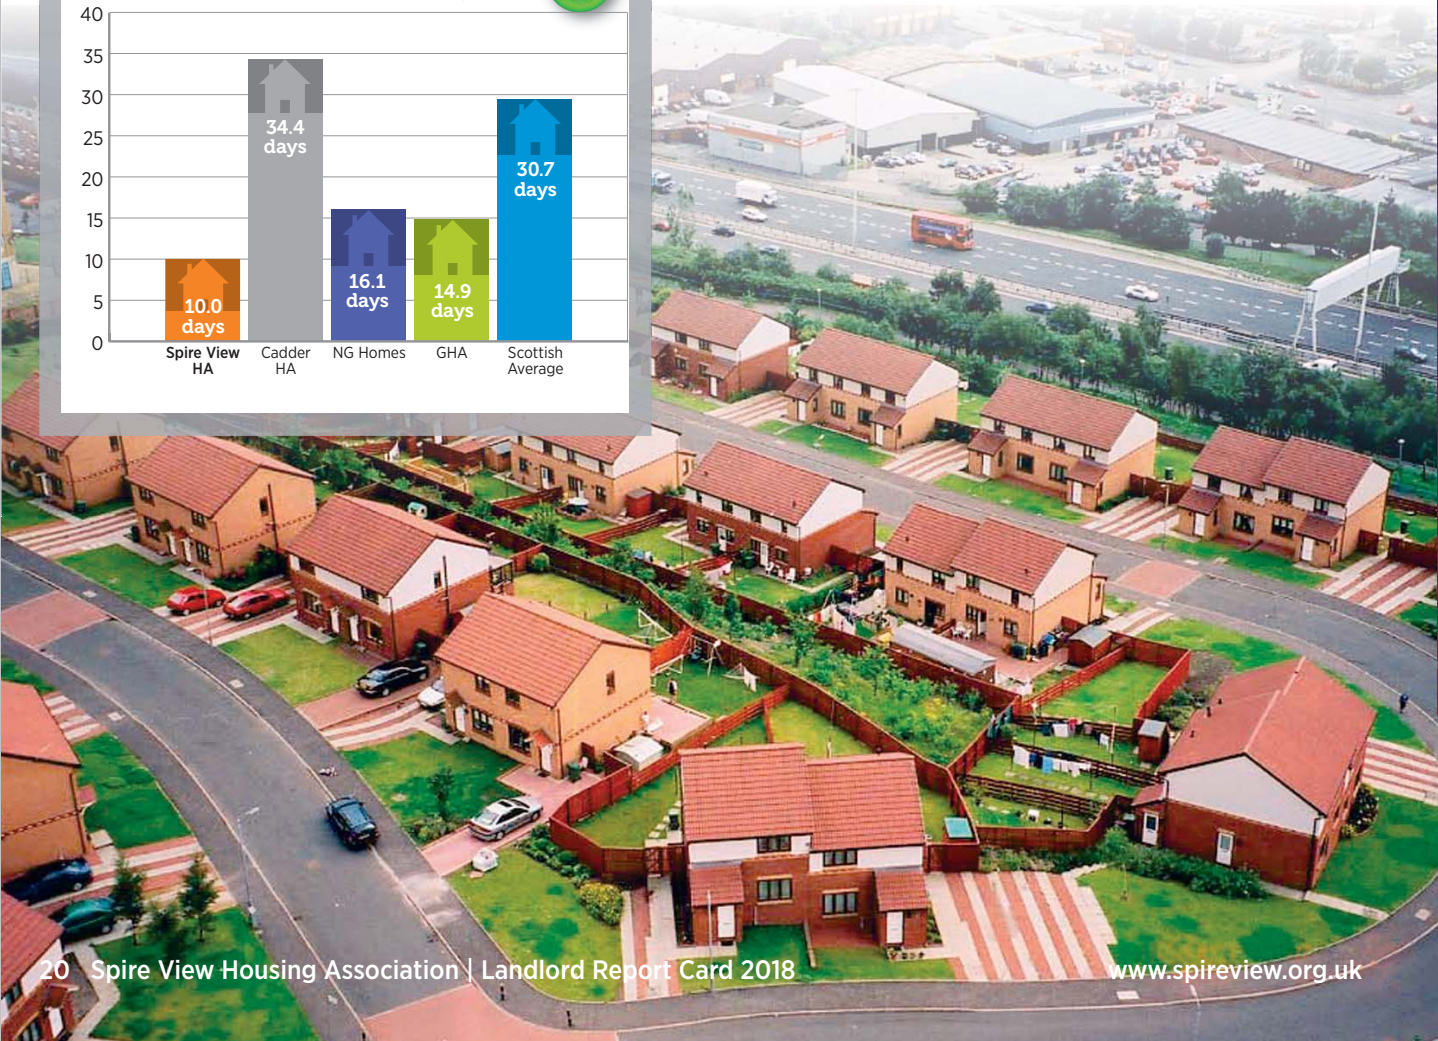 40
35
30
25
20
15
10
5
0
10.0
days
34.4
days
16.1
days
14.9
days
30.7
days
Spire View
HA
Cadder
HA
NG Homes
GHA
Scottish
Average
20 Spire View Housing Association | Landlord Report Card 2018
www.spireview.org.uk